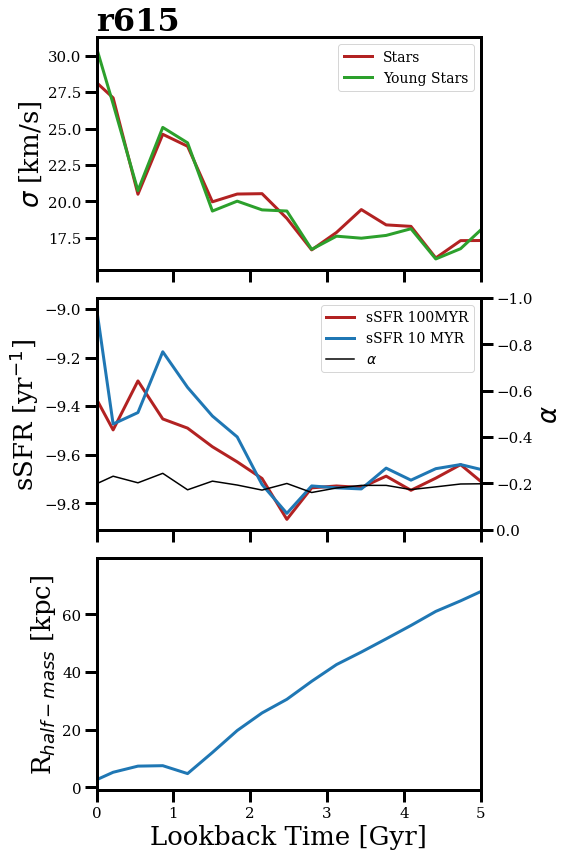 r615
30.0
27.5
25.0
22.5
20.0
17.5
σ [km/s]
Stars
Young Stars
−9.0
−9.2
−9.4
−9.6
−9.8
sSFR [yr⁻¹]
sSFR 100MYR
sSFR 10 MYR
α
−1.0
−0.8
−0.6
−0.4
−0.2
0.0
α
60
40
20
0
R_{half−mass} [kpc]
0 1 2 3 4 5
Lookback Time [Gyr]